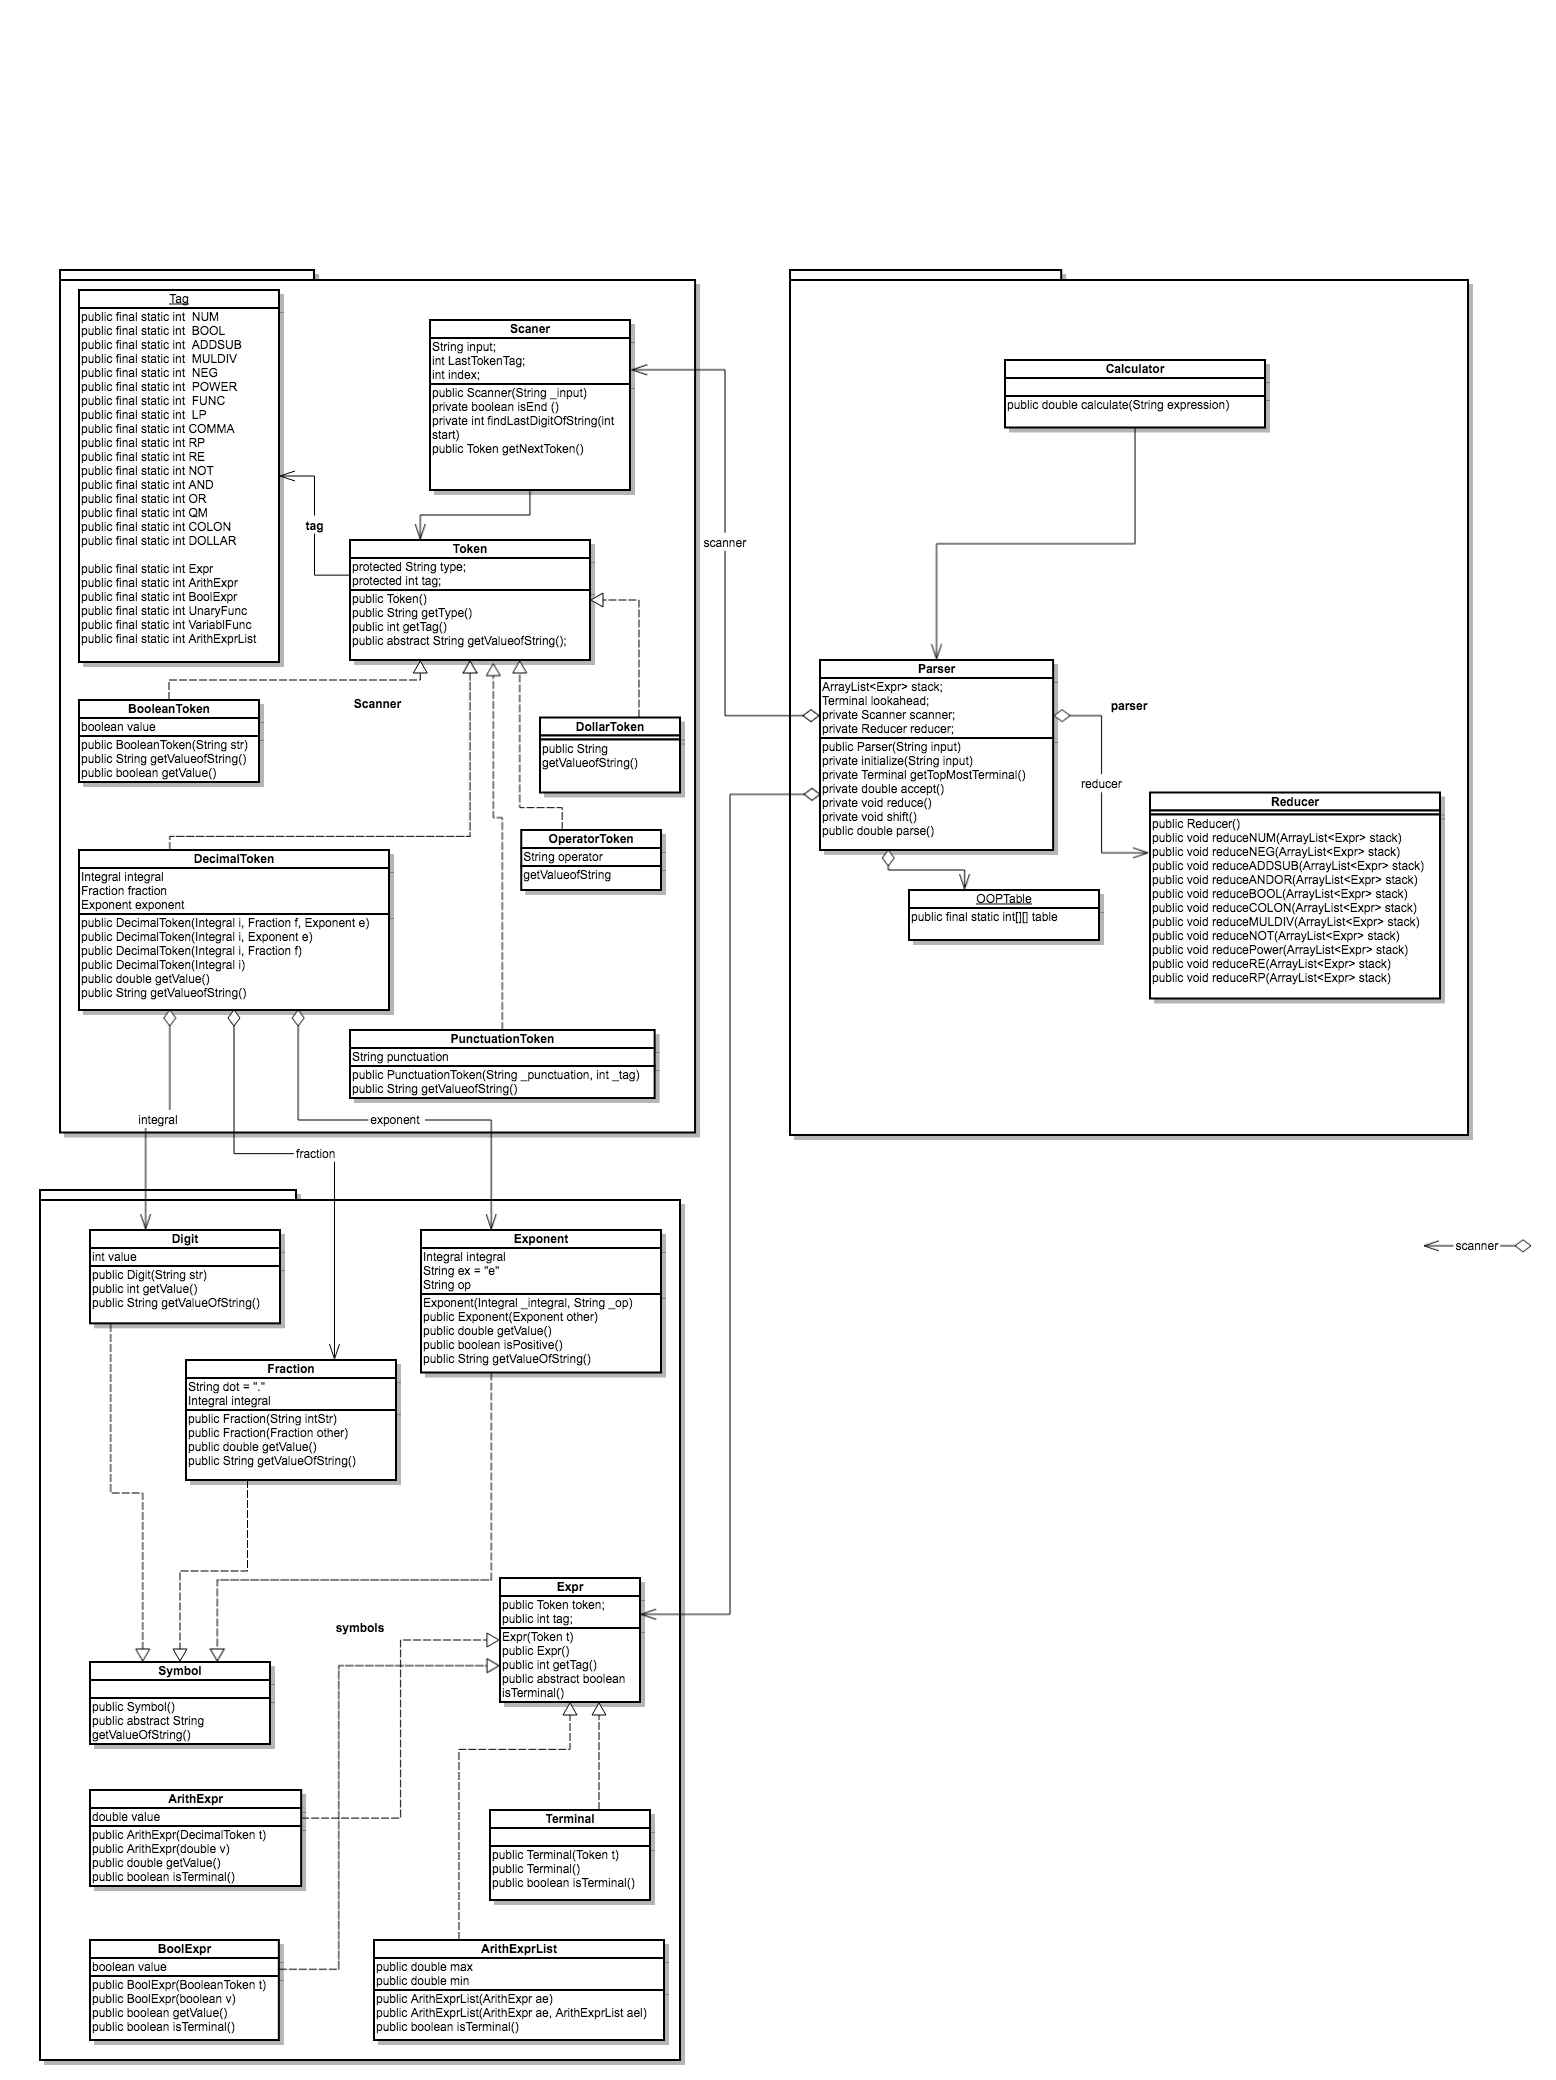 Tag
public final static int  NUM
public final static int  BOOL
public final static int  ADDSUB
public final static int  MULDIV
public final static int  NEG
public final static int  POWER
public final static int  FUNC
public final static int  LP
public final static int COMMA
public final static int RP
public final static int RE
public final static int NOT
public final static int AND
public final static int OR
public final static int QM
public final static int COLON
public final static int DOLLAR
public final static int Expr
public final static int ArithExpr
public final static int BoolExpr
public final static int UnaryFunc
public final static int VariablFunc
public final static int ArithExprList
Scaner
String input;
int LastTokenTag;
int index;
public Scanner(String _input)
private boolean isEnd ()
private int findLastDigitOfString(int
start)
public Token getNextToken()
tag
Token
protected String type;
protected int tag;
public Token()
public String getType()
public int getTag()
public abstract String getValueofString();
Scanner
BooleanToken
boolean value
public BooleanToken(String str)
public String getValueofString()
public boolean getValue()
DollarToken
public String
getValueofString()
OperatorToken
String operator
getValueofString
DecimalToken
Integral integral
Fraction fraction
Exponent exponent
public DecimalToken(Integral i, Fraction f, Exponent e)
public DecimalToken(Integral i, Exponent e)
public DecimalToken(Integral i, Fraction f)
public DecimalToken(Integral i)
public double getValue()
public String getValueofString()
PunctuationToken
String punctuation
public PunctuationToken(String _punctuation, int _tag)
public String getValueofString()
integral
fraction
exponent
scanner
Calculator
public double calculate(String expression)
Parser
ArrayList<Expr> stack;
Terminal lookahead;
private Scanner scanner;
private Reducer reducer;
public Parser(String input)
private initialize(String input)
private Terminal getTopMostTerminal()
private double accept()
private void reduce()
private void shift()
public double parse()
parser
reducer
Reducer
public Reducer()
public void reduceNUM(ArrayList<Expr> stack)
public void reduceNEG(ArrayList<Expr> stack)
public void reduceADDSUB(ArrayList<Expr> stack)
public void reduceANDOR(ArrayList<Expr> stack)
public void reduceBOOL(ArrayList<Expr> stack)
public void reduceCOLON(ArrayList<Expr> stack)
public void reduceMULDIV(ArrayList<Expr> stack)
public void reduceNOT(ArrayList<Expr> stack)
public void reducePower(ArrayList<Expr> stack)
public void reduceRE(ArrayList<Expr> stack)
public void reduceRP(ArrayList<Expr> stack)
OOPTable
public final static int[][] table
scanner
Digit
int value
public Digit(String str)
public int getValue()
public String getValueOfString()
Exponent
Integral integral
String ex = "e"
String op
Exponent(Integral _integral, String _op)
public Exponent(Exponent other)
public double getValue()
public boolean isPositive()
public String getValueOfString()
Fraction
String dot = "."
Integral integral
public Fraction(String intStr)
public Fraction(Fraction other)
public double getValue()
public String getValueOfString()
symbols
Expr
public Token token;
public int tag;
Expr(Token t)
public Expr()
public int getTag()
public abstract boolean
isTerminal()
Symbol
public Symbol()
public abstract String
getValueOfString()
ArithExpr
double value
public ArithExpr(DecimalToken t)
public ArithExpr(double v)
public double getValue()
public boolean isTerminal()
Terminal
public Terminal(Token t)
public Terminal()
public boolean isTerminal()
BoolExpr
boolean value
public BoolExpr(BooleanToken t)
public BoolExpr(boolean v)
public boolean getValue()
public boolean isTerminal()
ArithExprList
public double max
public double min
public ArithExprList(ArithExpr ae)
public ArithExprList(ArithExpr ae, ArithExprList ael)
public boolean isTerminal()